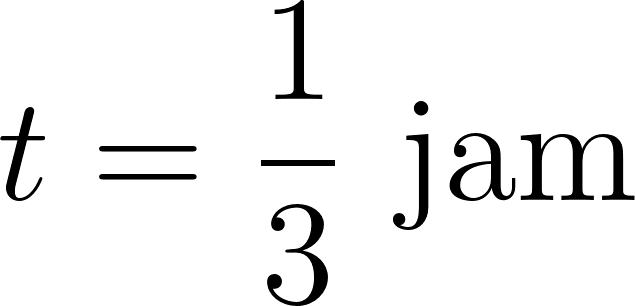 t = 1/3 jam